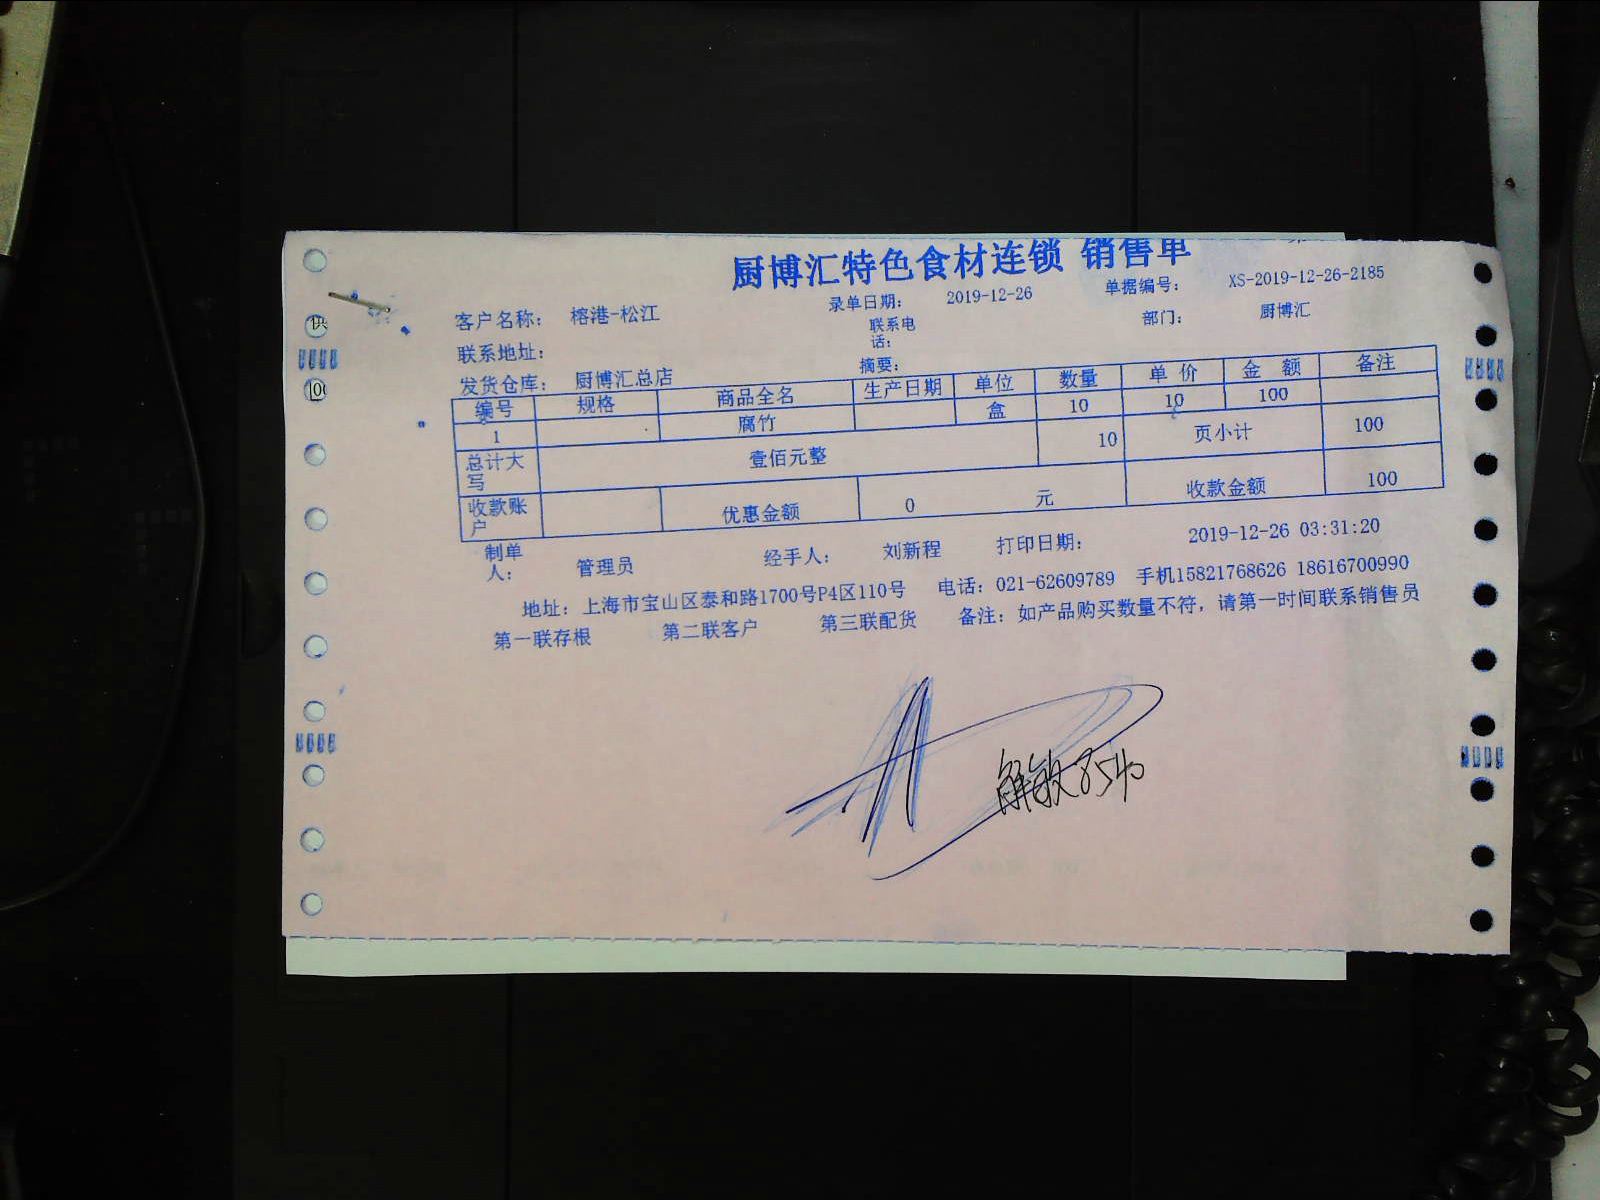 厨博汇特色食材连锁 销售单
录单日期： 2019-12-26 单据编号： XS-2019-12-26-2185
客户名称： 榕港-松江 联系电话： 部门： 厨博汇
联系地址： 摘要：
发货仓库： 厨博汇总店
编号 规格 商品全名 生产日期 单位 数量 单 价 金 额 备注
1 腐竹 盒 10 10 100
总计大写 壹佰元整 10 页小计 100
收款账户 优惠金额 0 元 收款金额 100
制单人： 管理员 经手人： 刘新程 打印日期： 2019-12-26 03:31:20
地址：上海市宝山区泰和路1700号P4区110号 电话：021-62609789 手机15821768626 18616700990
第一联存根 第二联客户 第三联配货 备注：如产品购买数量不符，请第一时间联系销售员
供
100